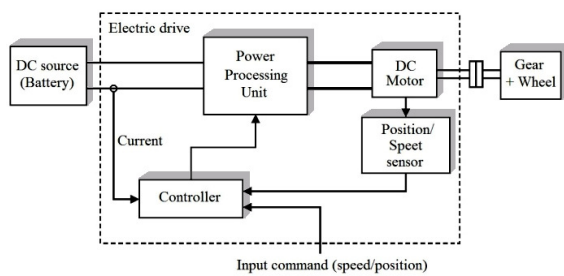 Electric drive
DC source
(Battery)
Power
Processing
Unit
DC
Motor
Gear
+ Wheel
Current
Position/
Speet
sensor
Controller
Input command (speed/position)